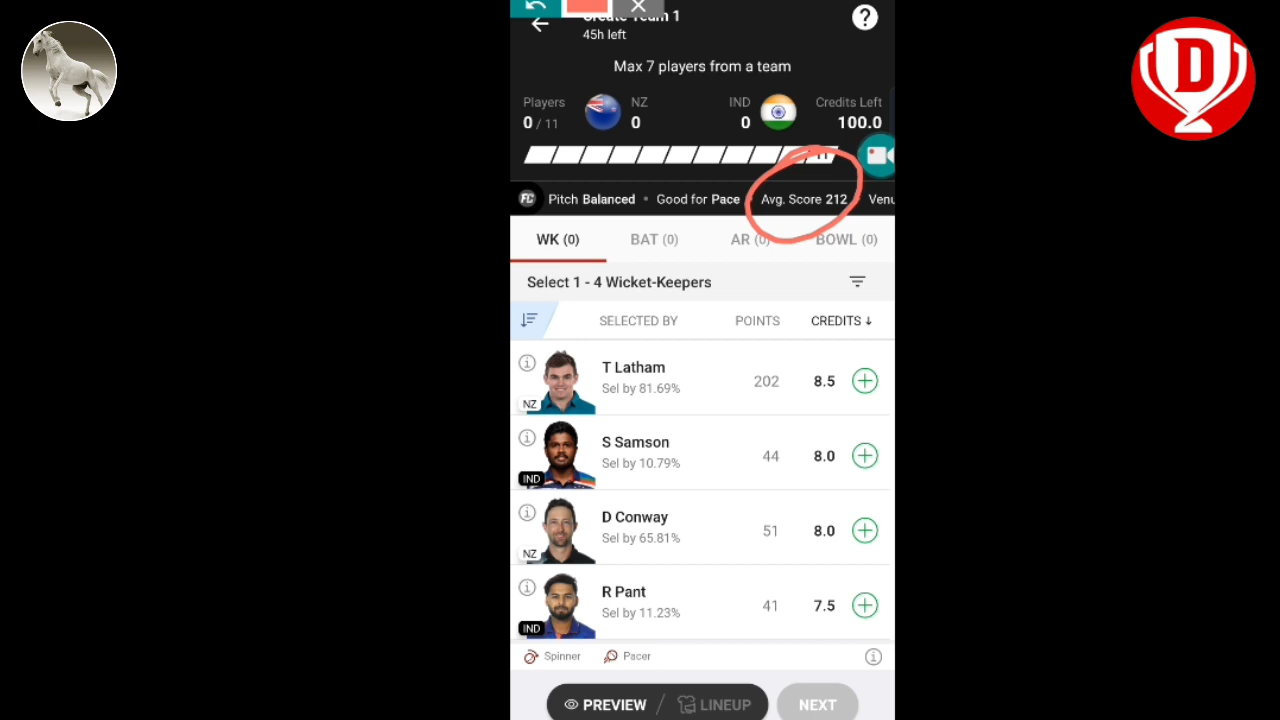 Create Team 1
45h left
Max 7 players from a team
Players NZ IND Credits Left
0 / 11 0 0 100.0
11
FC Pitch Balanced • Good for Pace Avg. Score 212
WK (0) BAT (0) AR (0) BOWL (0)
Select 1 - 4 Wicket-Keepers
SELECTED BY POINTS CREDITS ↓
T Latham
Sel by 81.69% 202 8.5
NZ
S Samson
Sel by 10.79% 44 8.0
IND
D Conway
Sel by 65.81% 51 8.0
NZ
R Pant
Sel by 11.23% 41 7.5
IND
Spinner Pacer
PREVIEW / LINEUP NEXT
D